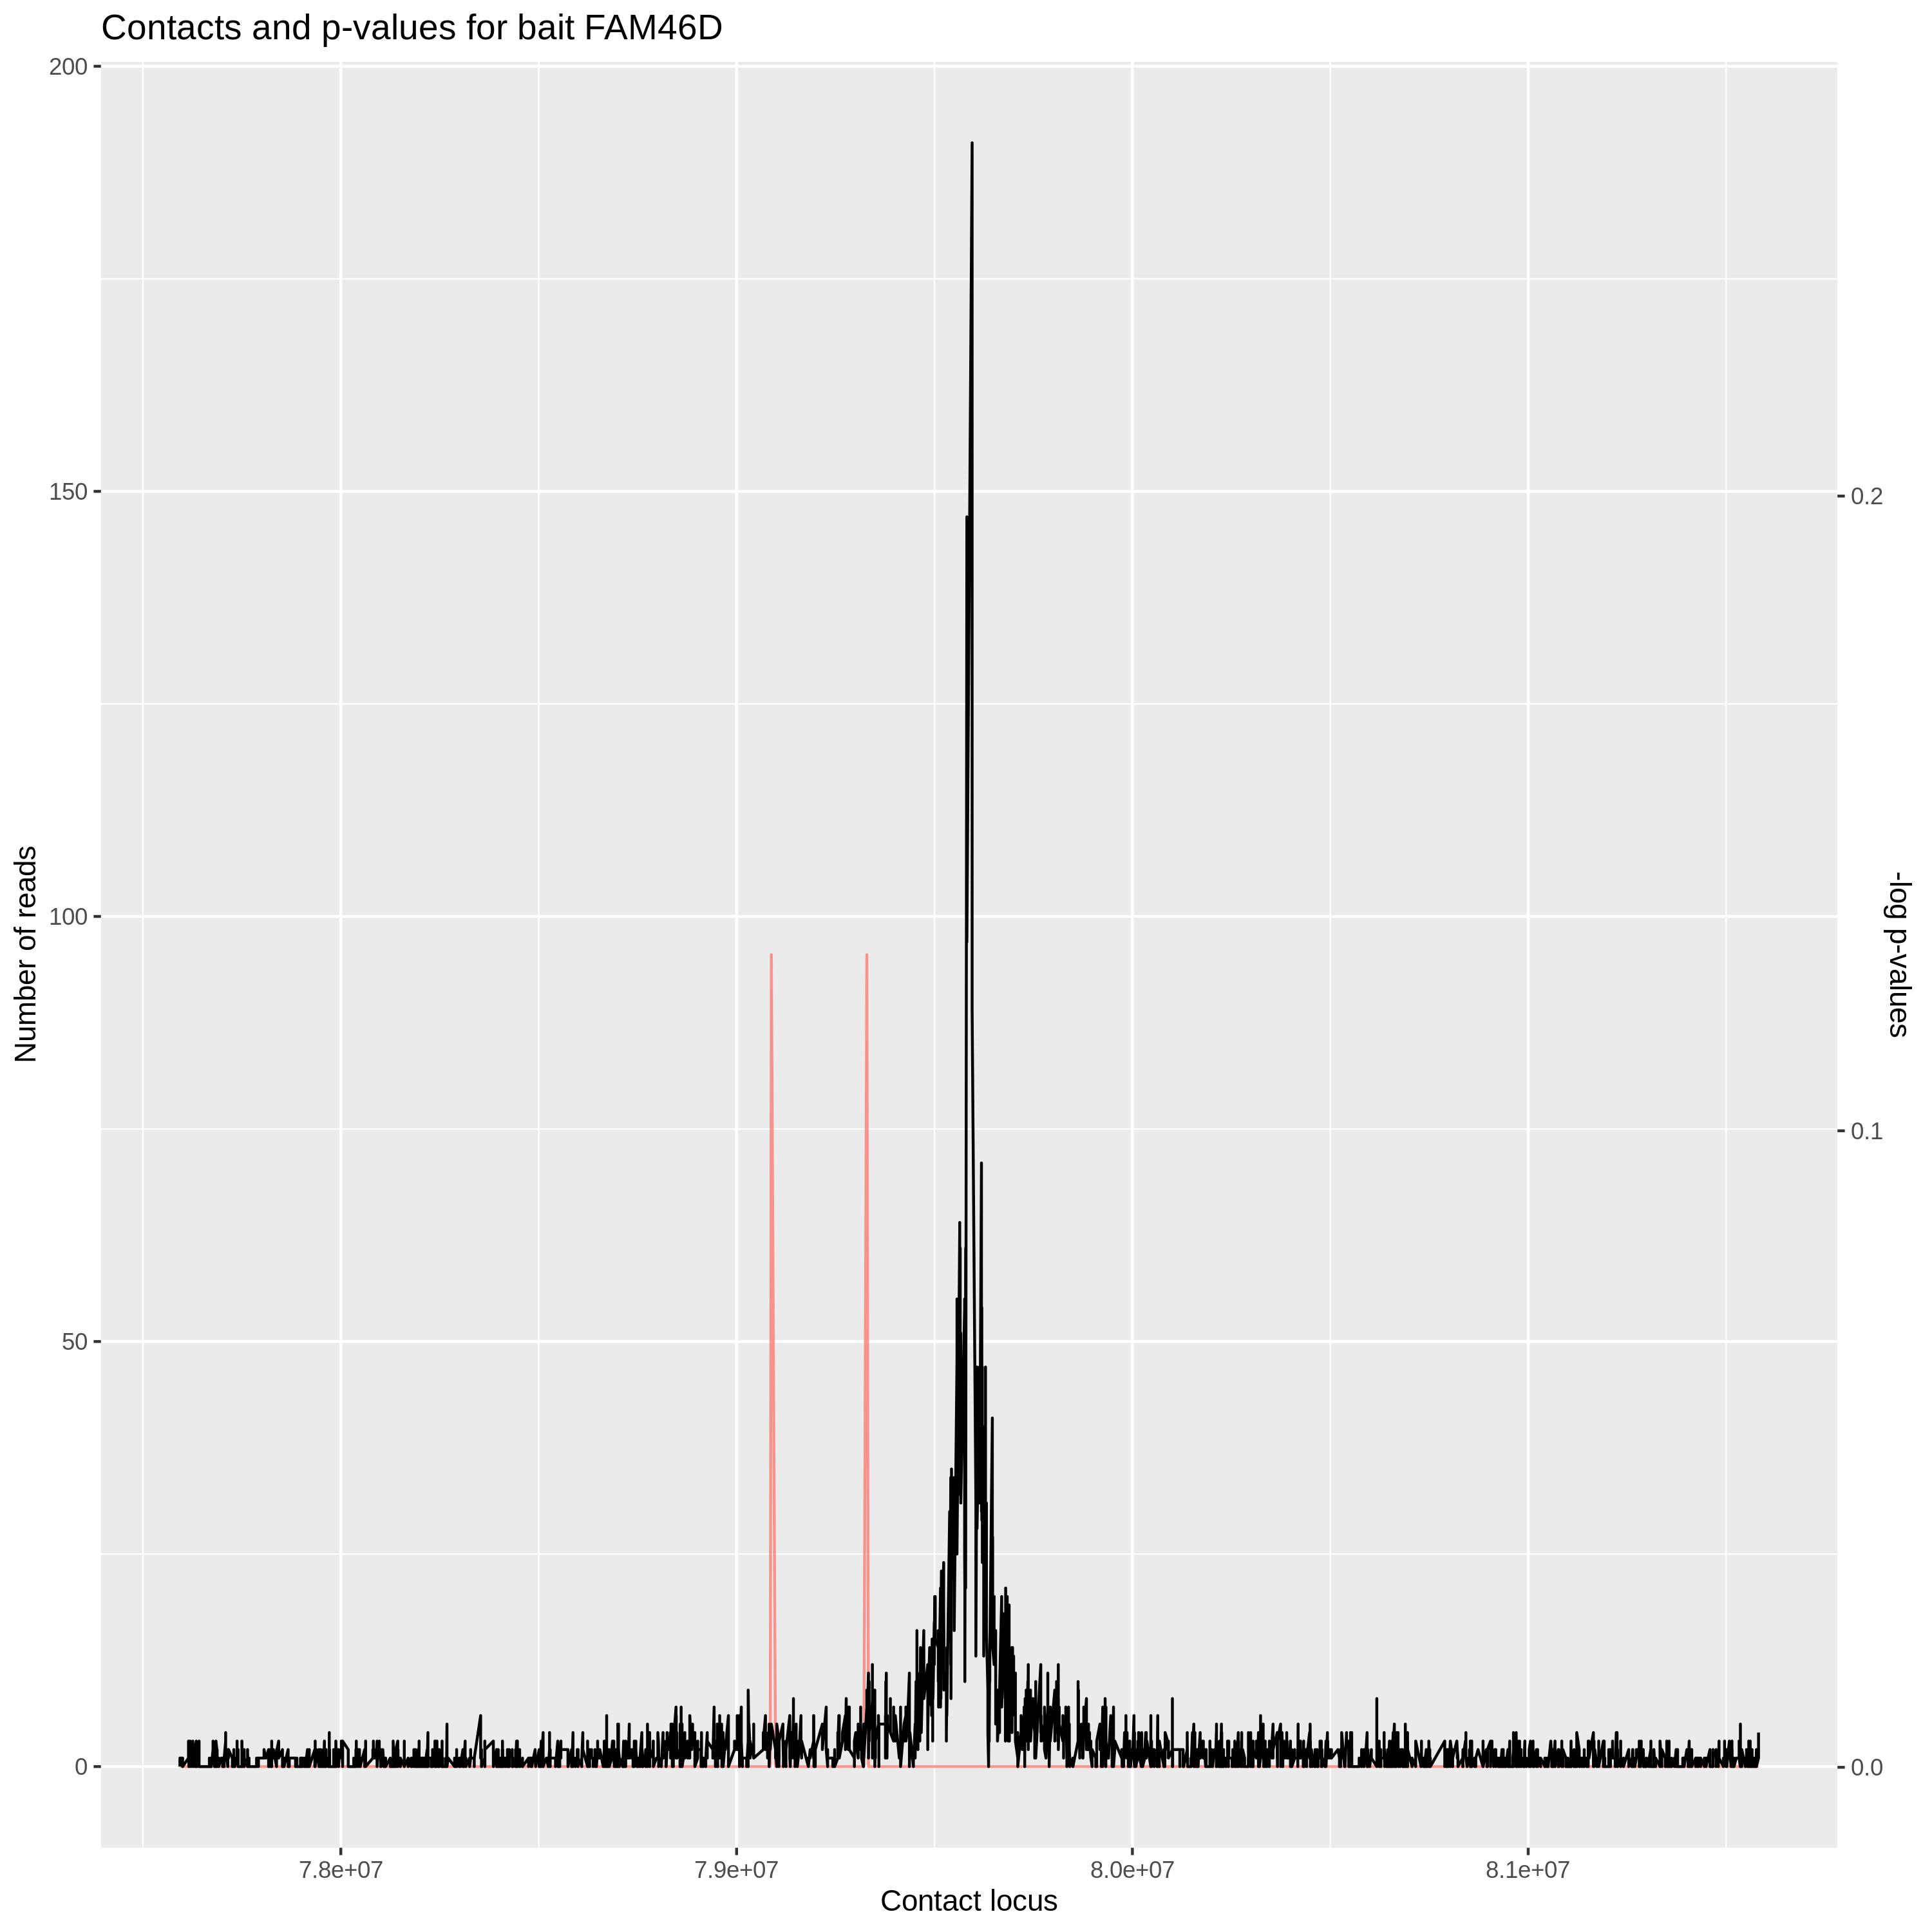 Contacts and p-values for bait FAM46D
200
150
100
50
0
Number of reads
0.2
0.1
0.0
-log p-values
7.8e+07
7.9e+07
8.0e+07
8.1e+07
Contact locus